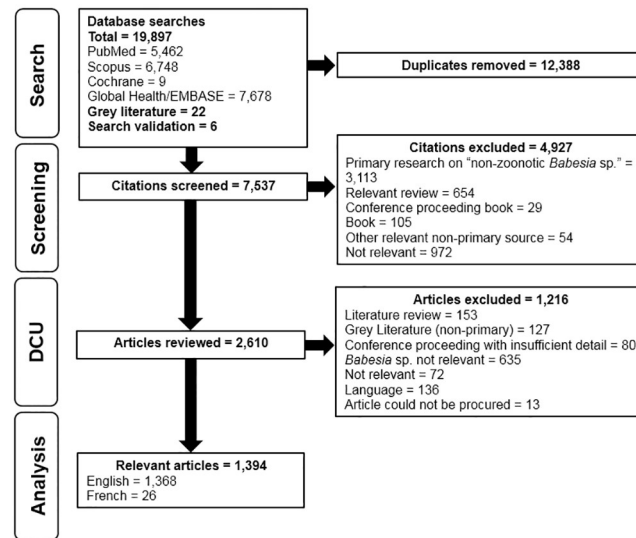 Search
Database searches
Total = 19,897
PubMed = 5,462
Scopus = 6,748
Cochrane = 9
Global Health/EMBASE = 7,678
Grey literature = 22
Search validation = 6
Duplicates removed = 12,388
Screening
Citations screened = 7,537
Citations excluded = 4,927
Primary research on "non-zoonotic Babesia sp." =
3,113
Relevant review = 654
Conference proceeding book = 29
Book = 105
Other relevant non-primary source = 54
Not relevant = 972
DCU
Articles reviewed = 2,610
Articles excluded = 1,216
Literature review = 153
Grey Literature (non-primary) = 127
Conference proceeding with insufficient detail = 80
Babesia sp. not relevant = 635
Not relevant = 72
Language = 136
Article could not be procured = 13
Analysis
Relevant articles = 1,394
English = 1,368
French = 26